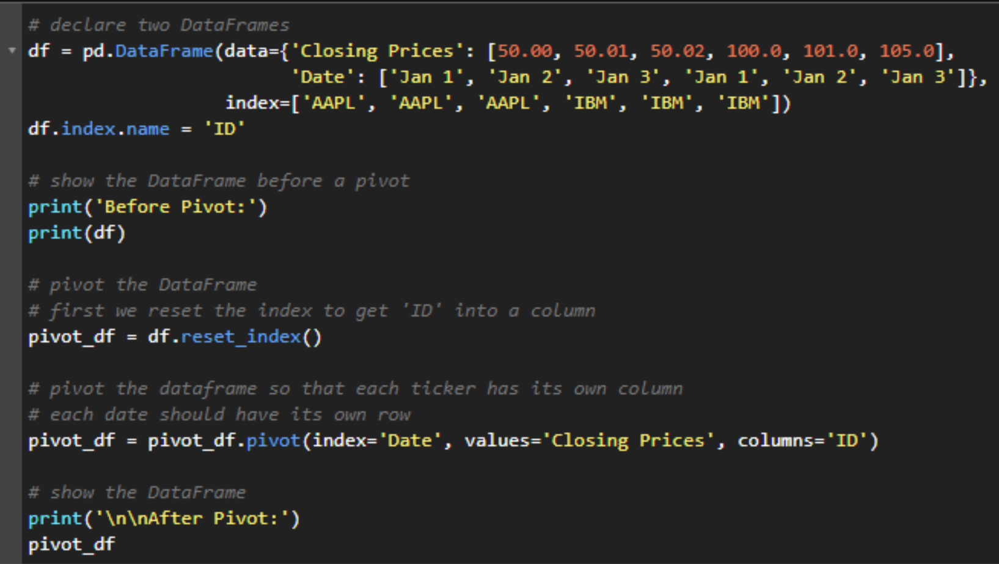 # declare two DataFrames
df = pd.DataFrame(data={'Closing Prices': [50.00, 50.01, 50.02, 100.0, 101.0, 105.0],
                        'Date': ['Jan 1', 'Jan 2', 'Jan 3', 'Jan 1', 'Jan 2', 'Jan 3']},
                  index=['AAPL', 'AAPL', 'AAPL', 'IBM', 'IBM', 'IBM'])
df.index.name = 'ID'

# show the DataFrame before a pivot
print('Before Pivot:')
print(df)

# pivot the DataFrame
# first we reset the index to get 'ID' into a column
pivot_df = df.reset_index()

# pivot the dataframe so that each ticker has its own column
# each date should have its own row
pivot_df = pivot_df.pivot(index='Date', values='Closing Prices', columns='ID')

# show the DataFrame
print('\n\nAfter Pivot:')
pivot_df